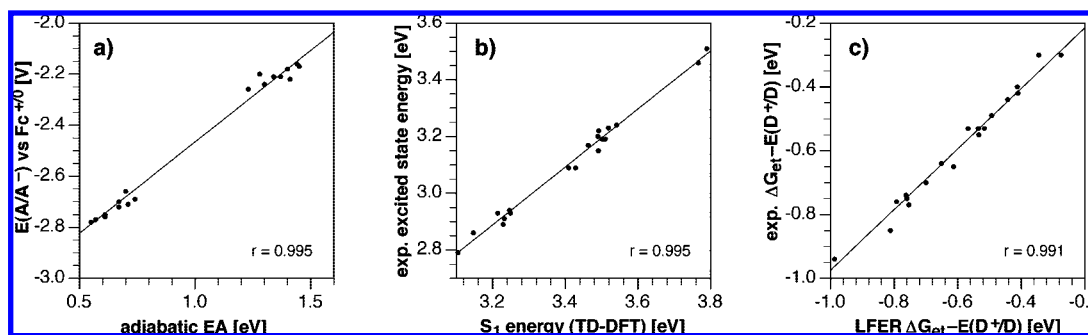 a)
E(A/A⁻) vs Fc⁺/⁰ [V]
-2.0
-2.2
-2.4
-2.6
-2.8
-3.0
r = 0.995
0.5 1.0 1.5
adiabatic EA [eV]
b)
exp. excited state energy [eV]
3.6
3.4
3.2
3.0
2.8
r = 0.995
3.2 3.4 3.6 3.8
S₁ energy (TD-DFT) [eV]
c)
exp. ΔGet–E(D⁺/D) [eV]
-0.2
-0.4
-0.6
-0.8
-1.0
r = 0.991
-1.0 -0.8 -0.6 -0.4 -0.2
LFER ΔGet–E(D⁺/D) [eV]